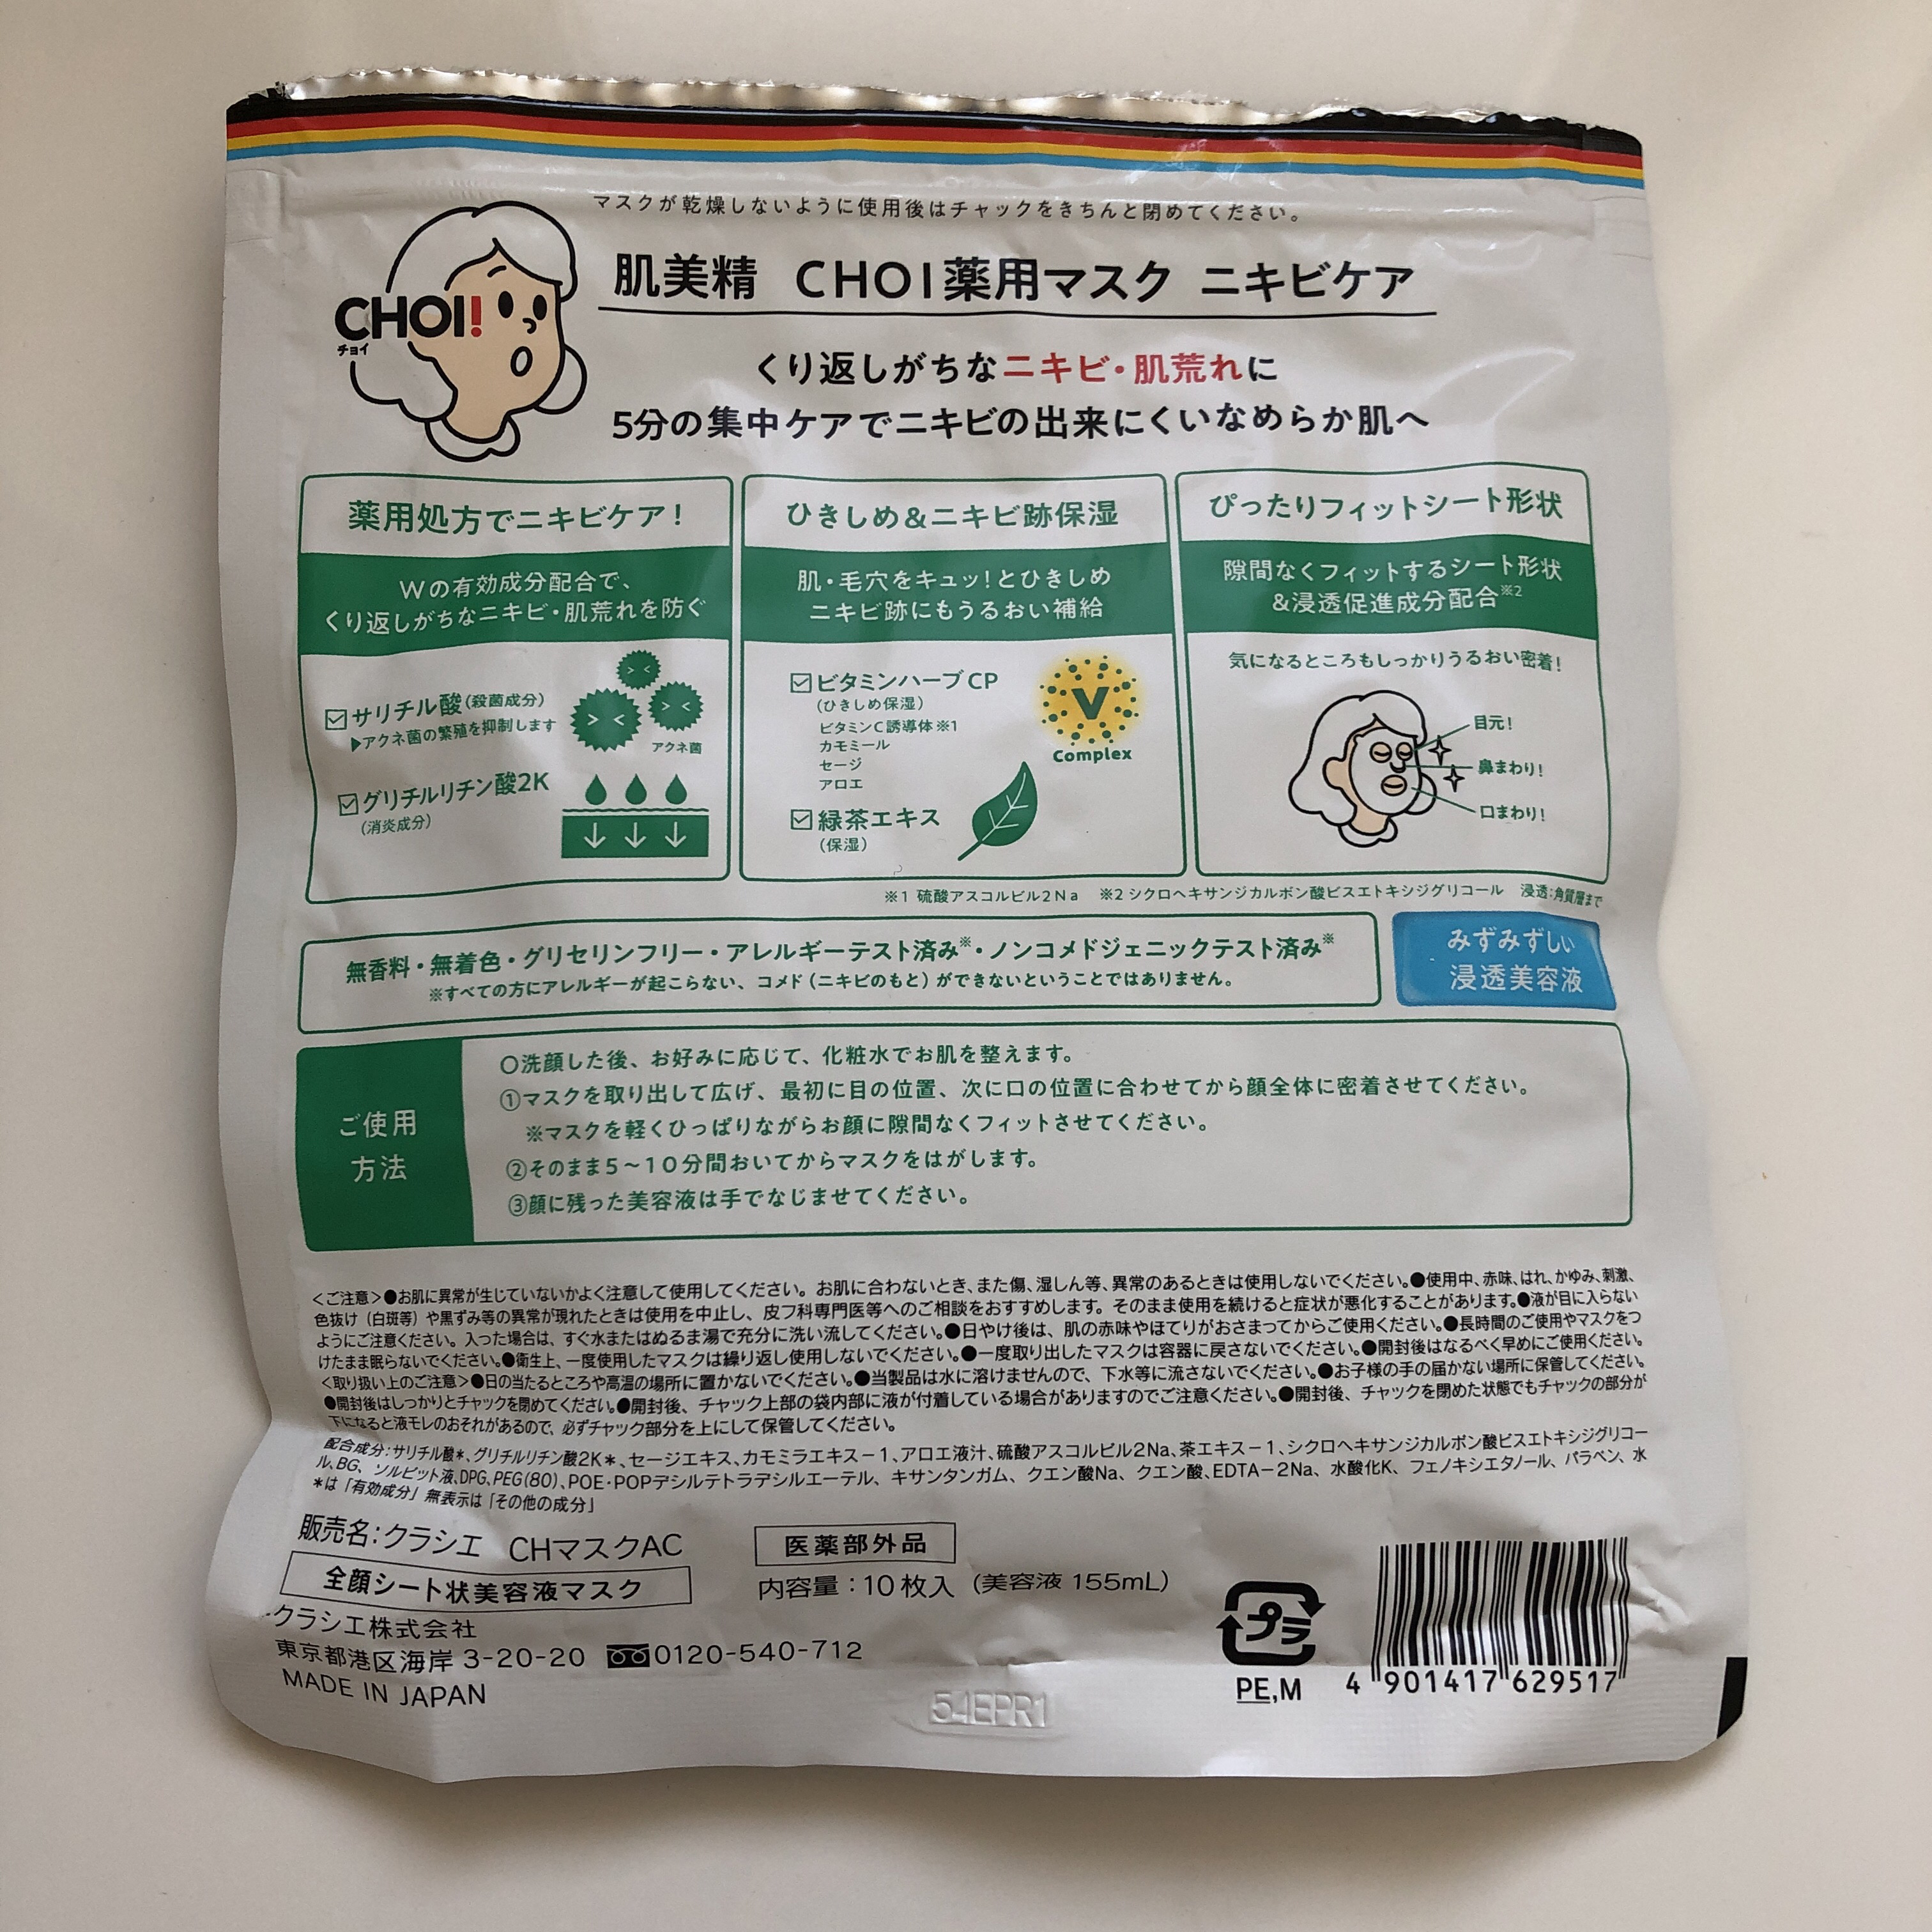 マスクが乾燥しないように使用後はチャックをきちんと閉めてください。
CHOI!
チョイ
肌美精 CHOI薬用マスク ニキビケア
くり返しがちなニキビ・肌荒れに
5分の集中ケアでニキビの出来にくいなめらか肌へ
薬用処方でニキビケア!
Wの有効成分配合で、
くり返しがちなニキビ・肌荒れを防ぐ
サリチル酸(殺菌成分)
▶アクネ菌の繁殖を抑制します
アクネ菌
グリチルリチン酸2K
(消炎成分)
ひきしめ&ニキビ跡保湿
肌・毛穴をキュッ!とひきしめ
ニキビ跡にもうるおい補給
ビタミンハーブCP
(ひきしめ保湿)
ビタミンC誘導体※1
カモミール
セージ
アロエ
V
Complex
緑茶エキス
(保湿)
ぴったりフィットシート形状
隙間なくフィットするシート形状
&浸透促進成分配合※2
気になるところもしっかりうるおい密着!
目元!
鼻まわり!
口まわり!
※1 硫酸アスコルビル2Na ※2 シクロヘキサンジカルボン酸ビスエトキシジグリコール 浸透:角質層まで
無香料・無着色・グリセリンフリー・アレルギーテスト済み※・ノンコメドジェニックテスト済み※
※すべての方にアレルギーが起こらない、コメド(ニキビのもと)ができないということではありません。
みずみずしい
浸透美容液
ご使用
方法
○洗顔した後、お好みに応じて、化粧水でお肌を整えます。
①マスクを取り出して広げ、最初に目の位置、次に口の位置に合わせてから顔全体に密着させてください。
※マスクを軽くひっぱりながらお顔に隙間なくフィットさせてください。
②そのまま5～10分間おいてからマスクをはがします。
③顔に残った美容液は手でなじませてください。
<ご注意>●お肌に異常が生じていないかよく注意して使用してください。お肌に合わないとき、また傷、湿しん等、異常のあるときは使用しないでください。●使用中、赤味、はれ、かゆみ、刺激、
色抜け(白斑等)や黒ずみ等の異常が現れたときは使用を中止し、皮フ科専門医等へのご相談をおすすめします。そのまま使用を続けると症状が悪化することがあります。●液が目に入らない
ようにご注意ください。入った場合は、すぐ水またはぬるま湯で充分に洗い流してください。●日やけ後は、肌の赤味やほてりがおさまってからご使用ください。●長時間のご使用やマスクをつ
けたまま眠らないでください。●衛生上、一度使用したマスクは繰り返し使用しないでください。●一度取り出したマスクは容器に戻さないでください。●開封後はなるべく早めにご使用ください。
<取り扱い上のご注意>●日の当たるところや高温の場所に置かないでください。●当製品は水に溶けませんので、下水等に流さないでください。●お子様の手の届かない場所に保管してください。
●開封後はしっかりとチャックを閉めてください。●開封後、チャック上部の袋内部に液が付着している場合がありますのでご注意ください。●開封後、チャックを閉めた状態でもチャックの部分が
下になると液モレのおそれがあるので、必ずチャック部分を上にして保管してください。
配合成分:サリチル酸*、グリチルリチン酸2K*、セージエキス、カモミラエキス-1、アロエ液汁、硫酸アスコルビル2Na、茶エキス-1、シクロヘキサンジカルボン酸ビスエトキシジグリコー
ル、BG、ソルビット液、DPG、PEG(80)、POE・POPデシルテトラデシルエーテル、キサンタンガム、クエン酸Na、クエン酸、EDTA-2Na、水酸化K、フェノキシエタノール、パラベン、水
*は「有効成分」無表示は「その他の成分」
販売名:クラシエ CHマスクAC
医薬部外品
全顔シート状美容液マスク
内容量:10枚入(美容液 155mL)
クラシエ株式会社
東京都港区海岸 3-20-20 0120-540-712
MADE IN JAPAN
プラ
PE,M
4 901417 629517
54EPR1